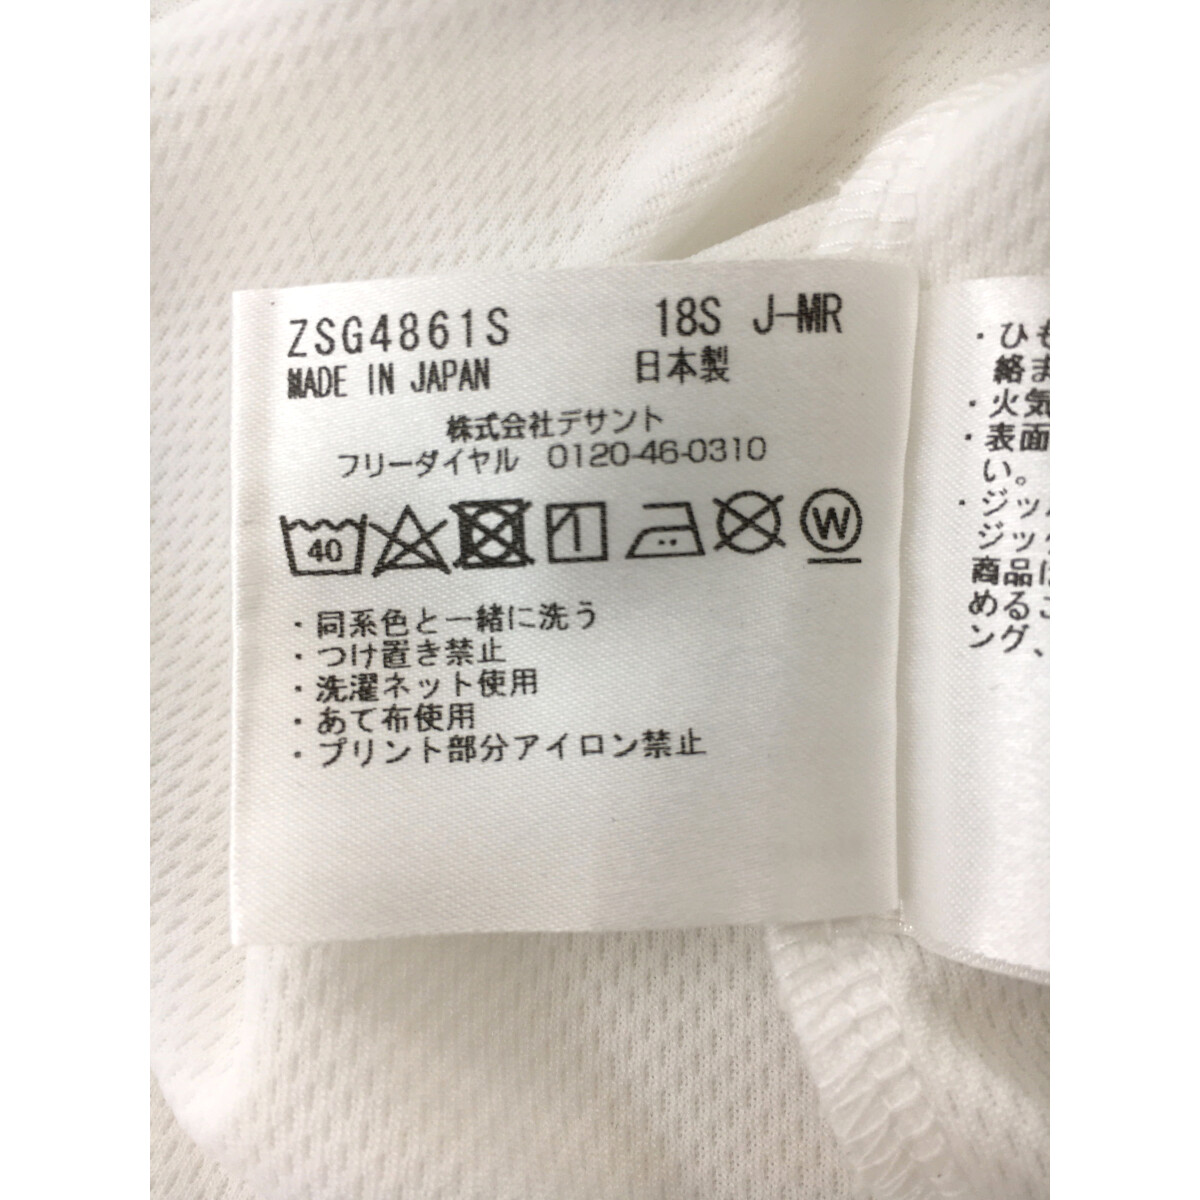 ZSG4861S 18S J-MR
MADE IN JAPAN 日本製
株式会社デサント
フリーダイヤル 0120-46-0310
40 W
・同系色と一緒に洗う
・つけ置き禁止
・洗濯ネット使用
・あて布使用
・プリント部分アイロン禁止
・ひも
絡ま
・火気
・表面
い。
・ジッパ
ジック
商品に
めるこ
ング、